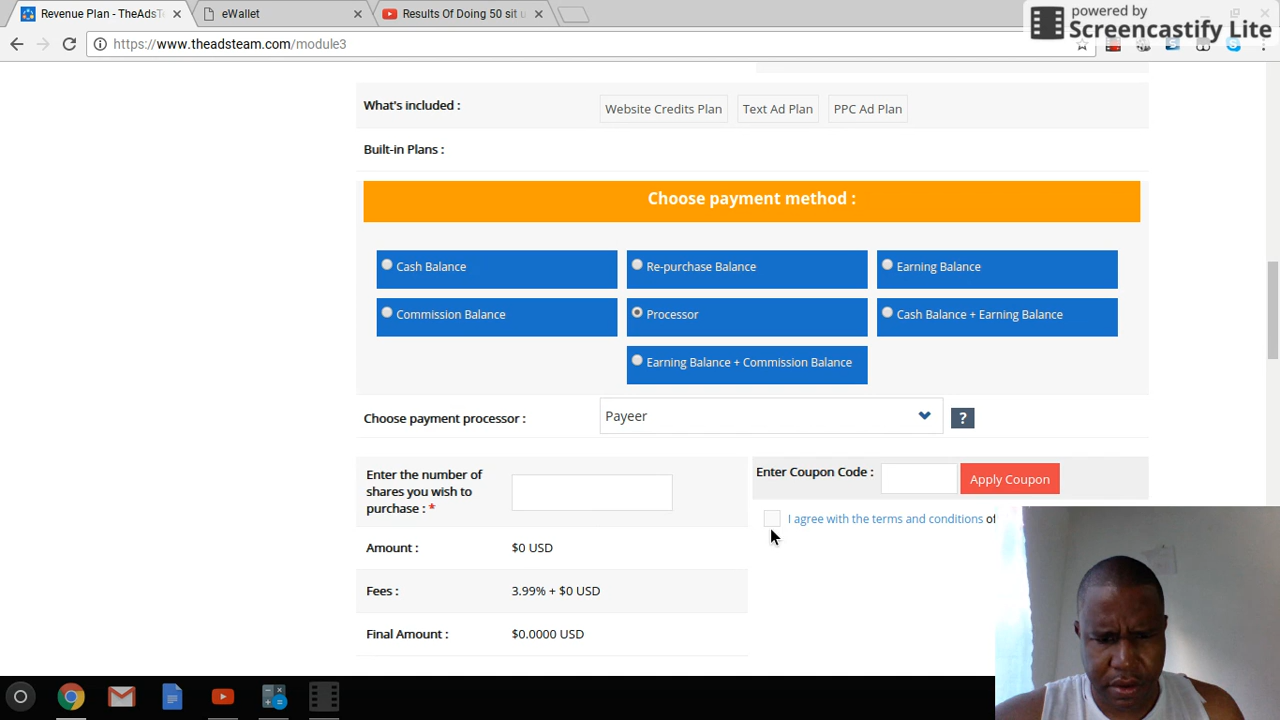 Revenue Plan - TheAdsTe
eWallet
Results Of Doing 50 sit u
powered by
Screencastify Lite
https://www.theadsteam.com/module3
What's included :
Website Credits Plan
Text Ad Plan
PPC Ad Plan
Built-in Plans :
Choose payment method :
Cash Balance
Re-purchase Balance
Earning Balance
Commission Balance
Processor
Cash Balance + Earning Balance
Earning Balance + Commission Balance
Choose payment processor :
Payeer
?
Enter the number of
shares you wish to
purchase : *
Enter Coupon Code :
Apply Coupon
I agree with the terms and conditions of
Amount :
$0 USD
Fees :
3.99% + $0 USD
Final Amount :
$0.0000 USD